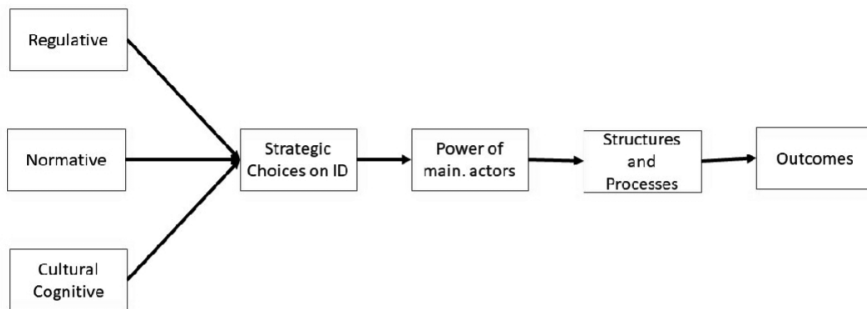 Regulative
Normative
Cultural
Cognitive
Strategic
Choices on ID
Power of
main. actors
Structures
and
Processes
Outcomes